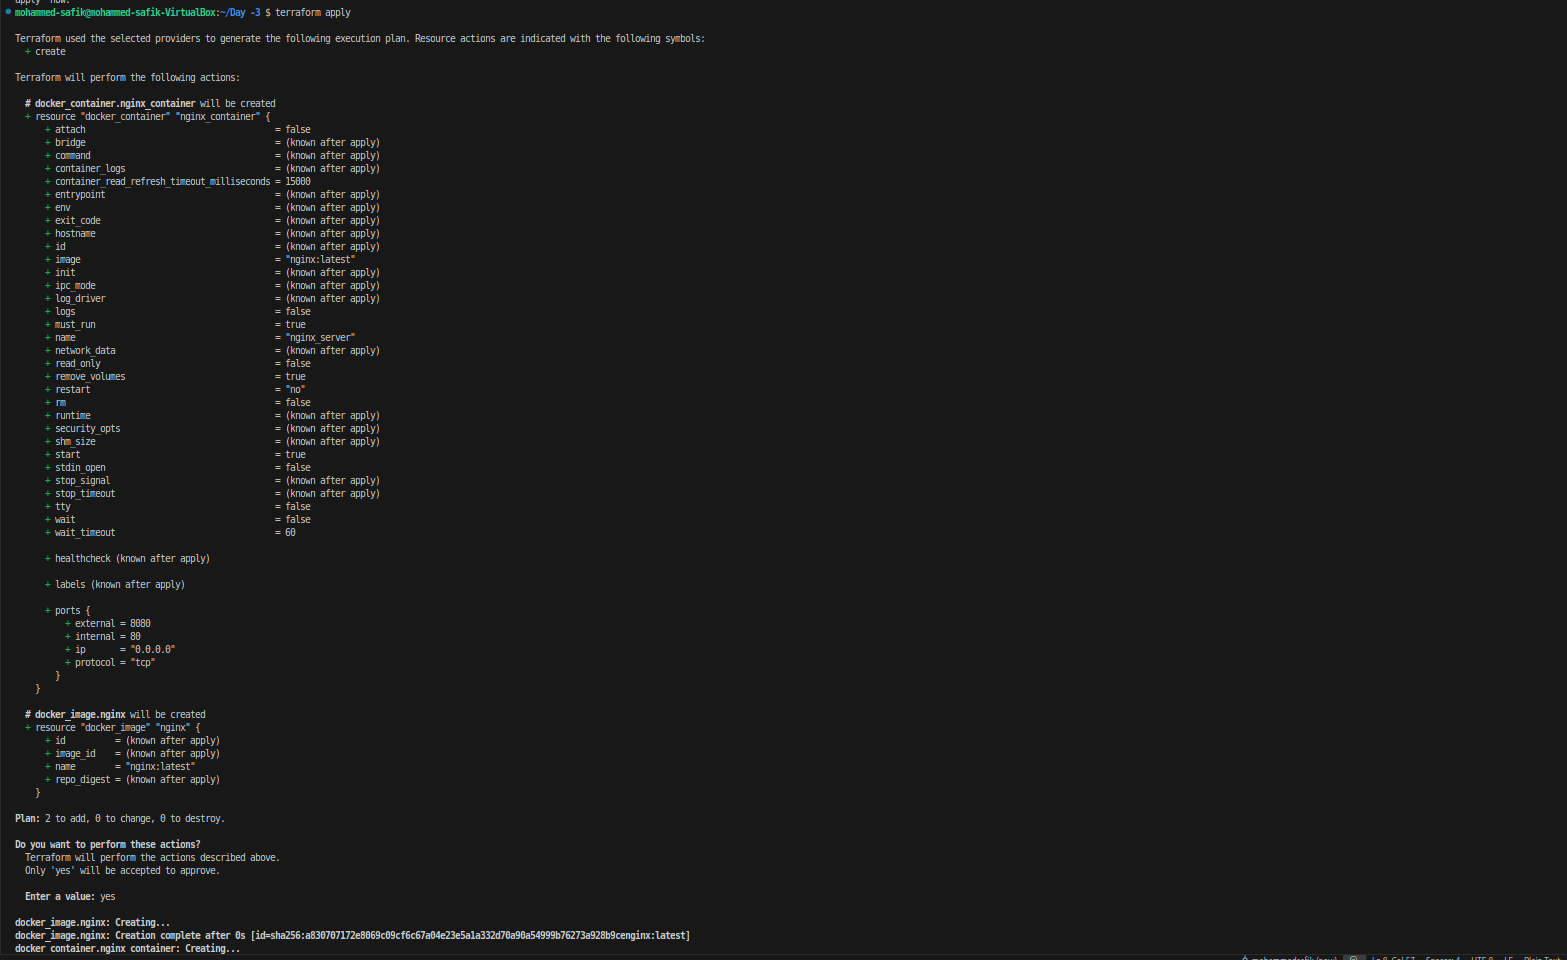 apply" now.
mohammed-safik@mohammed-safik-VirtualBox:~/Day -3 $ terraform apply
Terraform used the selected providers to generate the following execution plan. Resource actions are indicated with the following symbols:
+ create
Terraform will perform the following actions:
# docker_container.nginx_container will be created
+ resource "docker_container" "nginx_container" {
+ attach = false
+ bridge = (known after apply)
+ command = (known after apply)
+ container_logs = (known after apply)
+ container_read_refresh_timeout_milliseconds = 15000
+ entrypoint = (known after apply)
+ env = (known after apply)
+ exit_code = (known after apply)
+ hostname = (known after apply)
+ id = (known after apply)
+ image = "nginx:latest"
+ init = (known after apply)
+ ipc_mode = (known after apply)
+ log_driver = (known after apply)
+ logs = false
+ must_run = true
+ name = "nginx_server"
+ network_data = (known after apply)
+ read_only = false
+ remove_volumes = true
+ restart = "no"
+ rm = false
+ runtime = (known after apply)
+ security_opts = (known after apply)
+ shm_size = (known after apply)
+ start = true
+ stdin_open = false
+ stop_signal = (known after apply)
+ stop_timeout = (known after apply)
+ tty = false
+ wait = false
+ wait_timeout = 60
+ healthcheck (known after apply)
+ labels (known after apply)
+ ports {
+ external = 8080
+ internal = 80
+ ip = "0.0.0.0"
+ protocol = "tcp"
}
}
# docker_image.nginx will be created
+ resource "docker_image" "nginx" {
+ id = (known after apply)
+ image_id = (known after apply)
+ name = "nginx:latest"
+ repo_digest = (known after apply)
}
Plan: 2 to add, 0 to change, 0 to destroy.
Do you want to perform these actions?
Terraform will perform the actions described above.
Only 'yes' will be accepted to approve.
Enter a value: yes
docker_image.nginx: Creating...
docker_image.nginx: Creation complete after 0s [id=sha256:a830707172e8069c09cf6c67a04e23e5a1a332d70a90a54999b76273a928b9cenginx:latest]
docker_container.nginx_container: Creating...